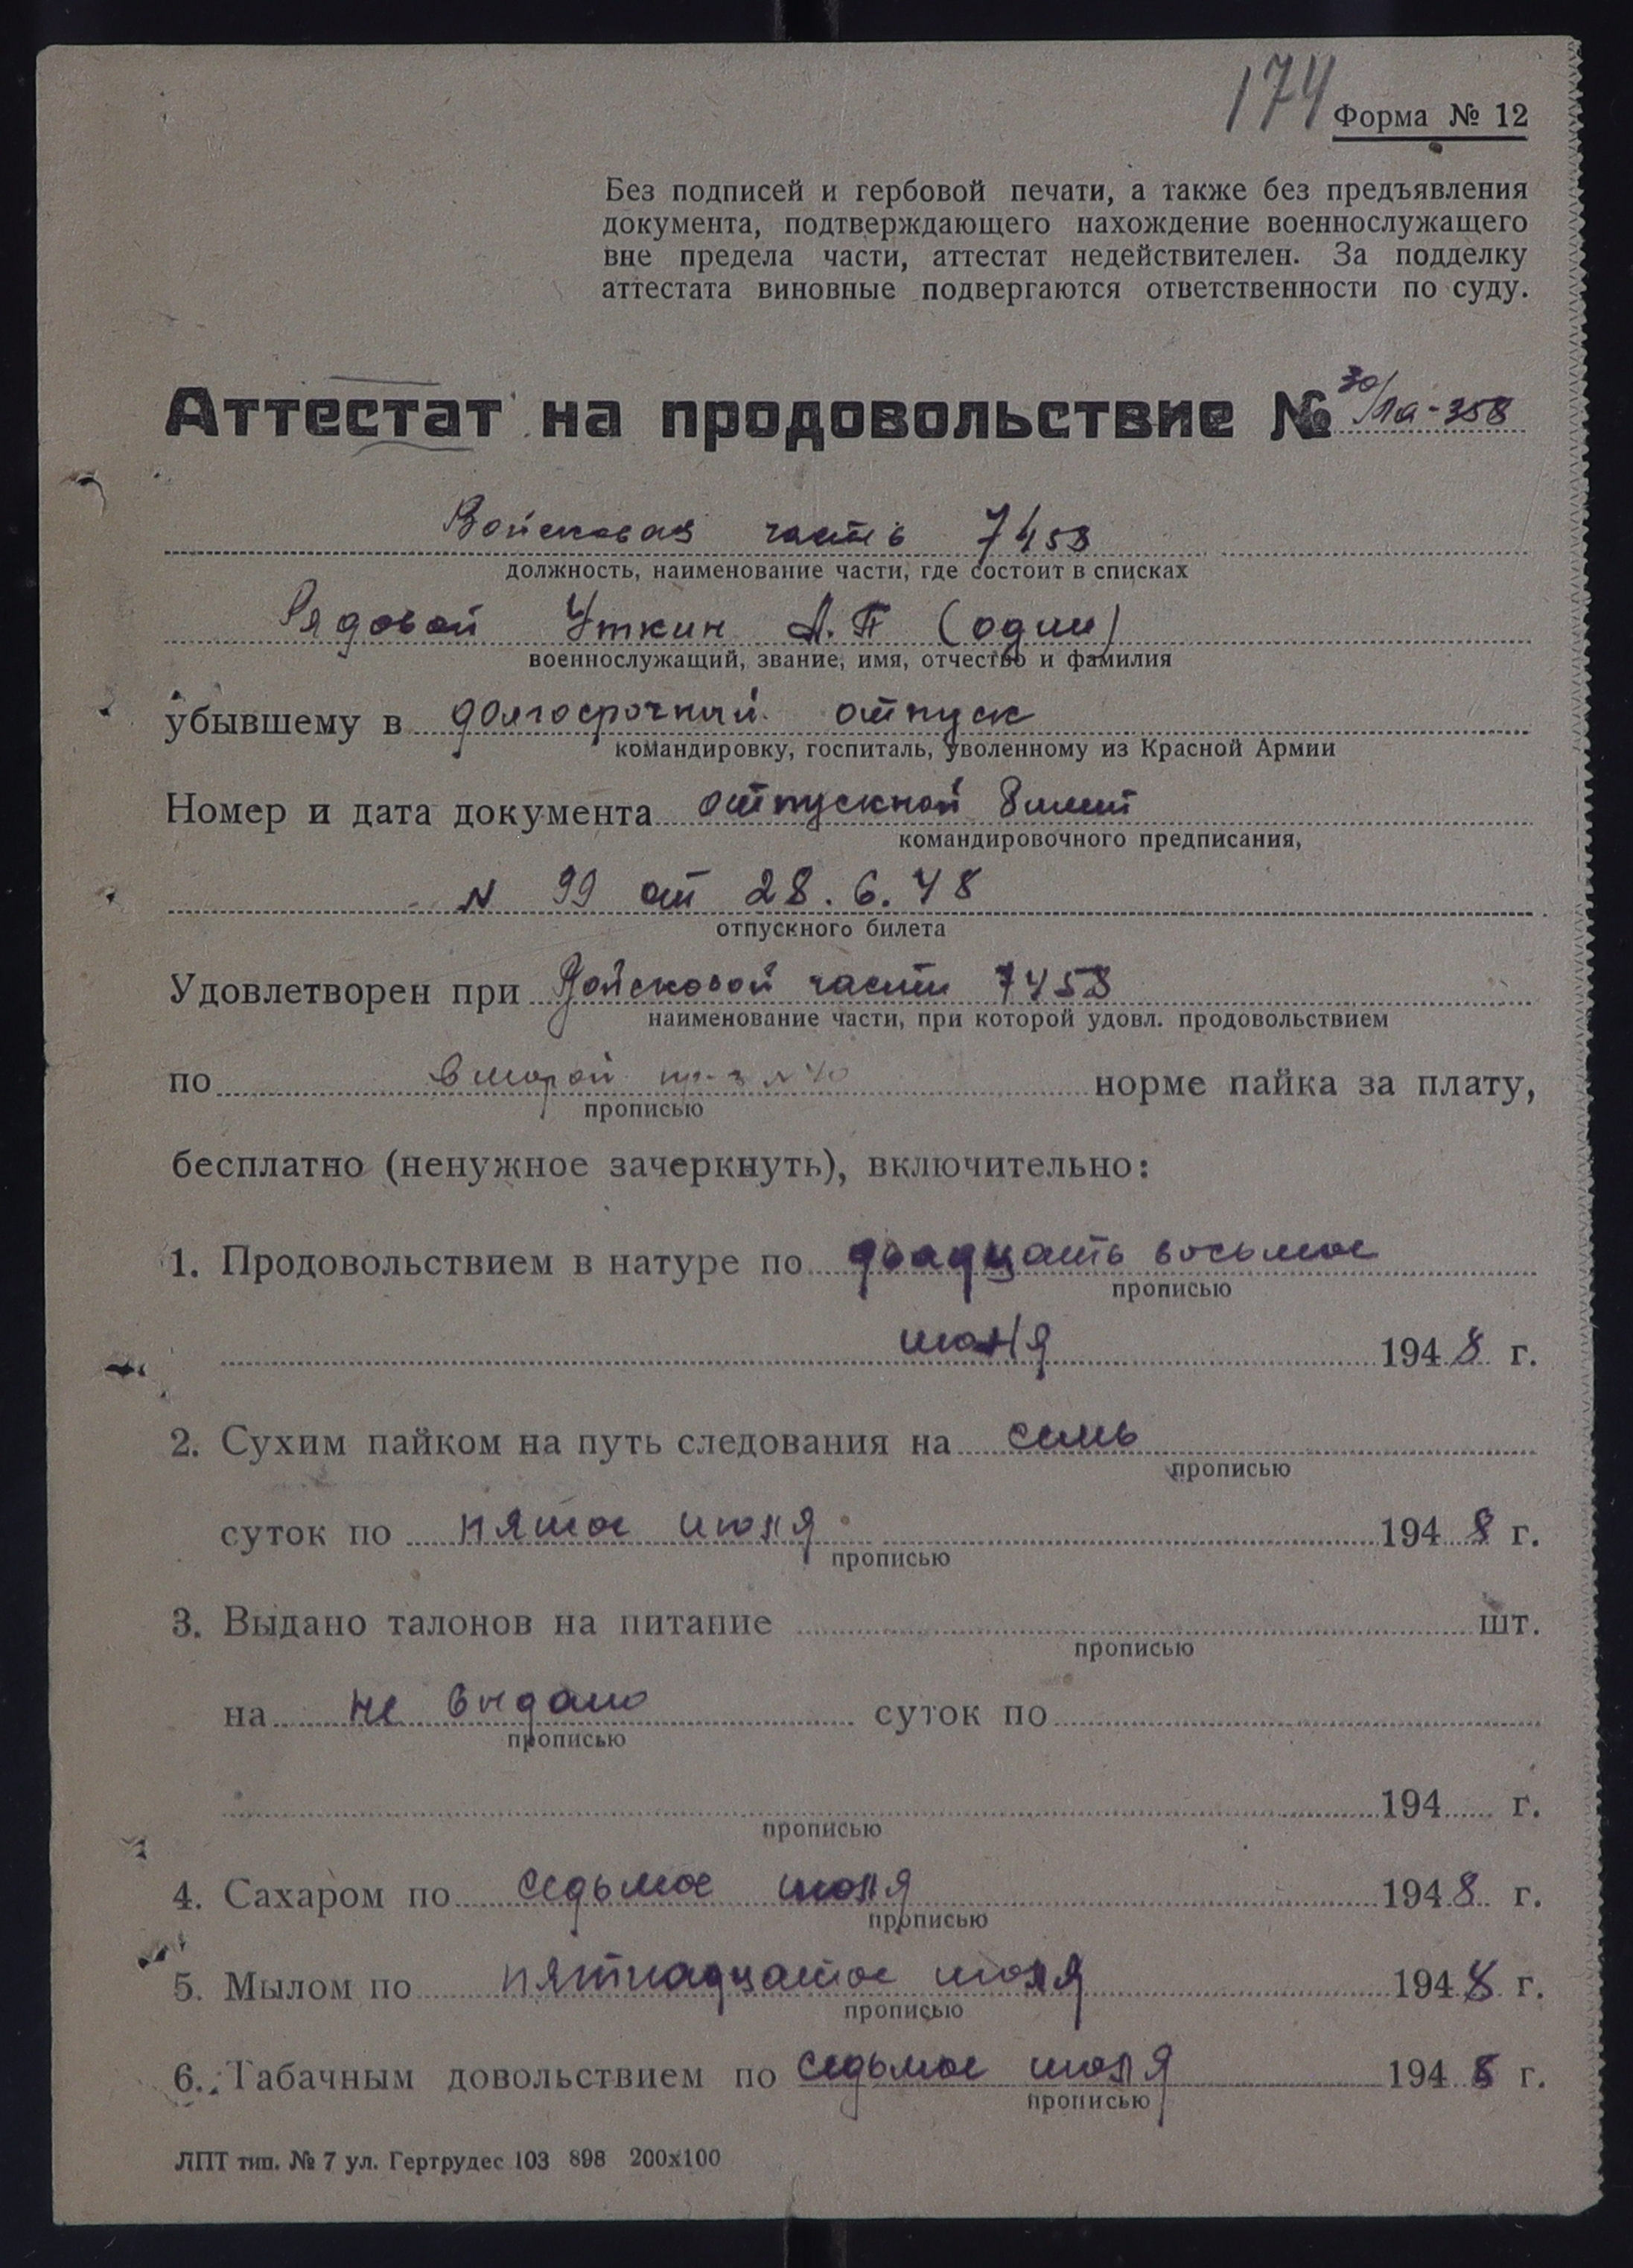 174
Форма № 12
Без подписей и гербовой печати, а также без предъявления
документа, подтверждающего нахождение военнослужащего
вне предела части, аттестат недействителен. За подделку
аттестата виновные подвергаются ответственности по суду.
Аттестат на продовольствие № 30/1а-358
Войсковая часть 7458
должность, наименование части, где состоит в списках
Рядовой Уткин А.П (один)
военнослужащий, звание, имя, отчество и фамилия
убывшему в долгосрочный отпуск
командировку, госпиталь, уволенному из Красной Армии
Номер и дата документа отпускной билет
командировочного предписания,
N 99 от 28.6.48
отпускного билета
Удовлетворен при Войсковой части 7458
наименование части, при которой удовл. продовольствием
по второй пр-з N 40 норме пайка за плату,
прописью
бесплатно (ненужное зачеркнуть), включительно:
1. Продовольствием в натуре по двадцать восьмое
прописью
июня 1948 г.
2. Сухим пайком на путь следования на семь
прописью
суток по пятое июля 1948 г.
прописью
3. Выдано талонов на питание шт.
прописью
на не выдано суток по
прописью
194 г.
прописью
4. Сахаром по седьмое июля 1948 г.
прописью
5. Мылом по пятнадцатое июля 1948 г.
прописью
6. Табачным довольствием по седьмое июля 1948 г.
прописью
ЛПТ тип. № 7 ул. Гертрудес 103 898 200х100